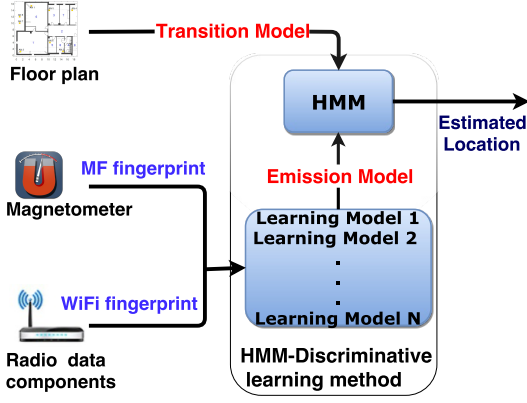 Transition Model
Floor plan
HMM
Estimated
Location
MF fingerprint
Emission Model
Magnetometer
Learning Model 1
Learning Model 2
WiFi fingerprint
Learning Model N
Radio data
components
HMM-Discriminative
learning method